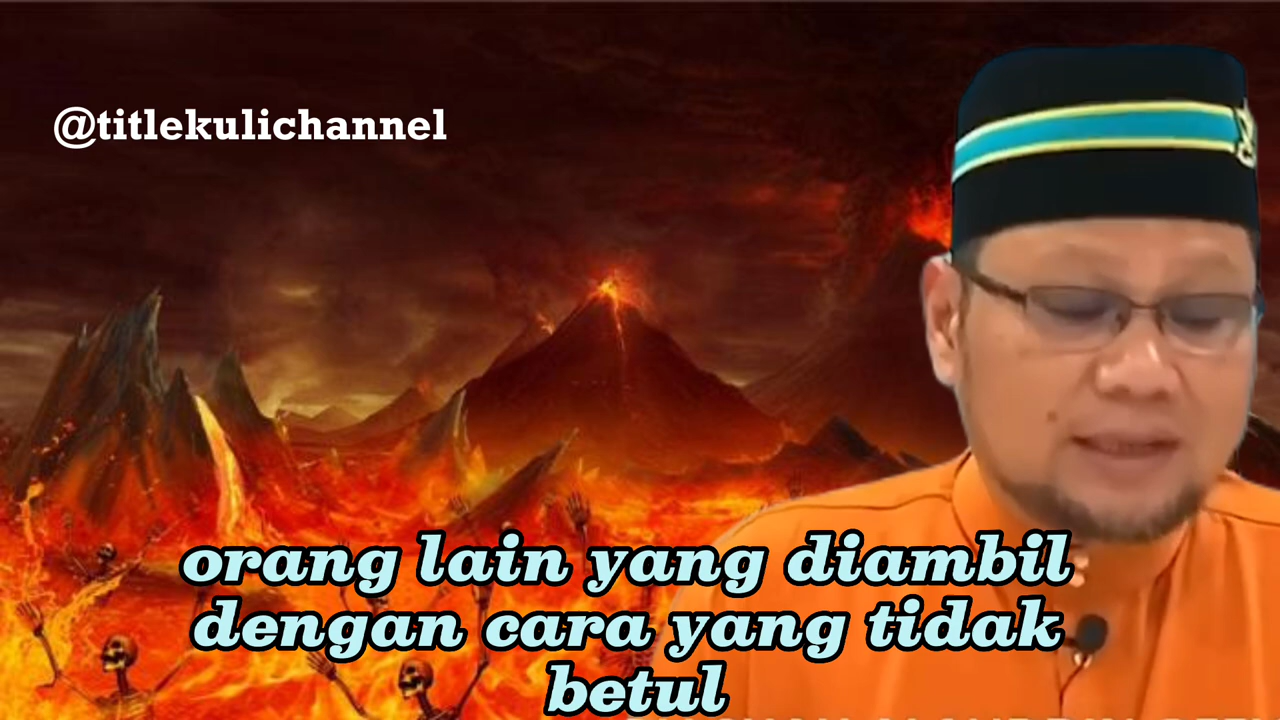 @titlekulichannel
orang lain yang diambil
dengan cara yang tidak
betul